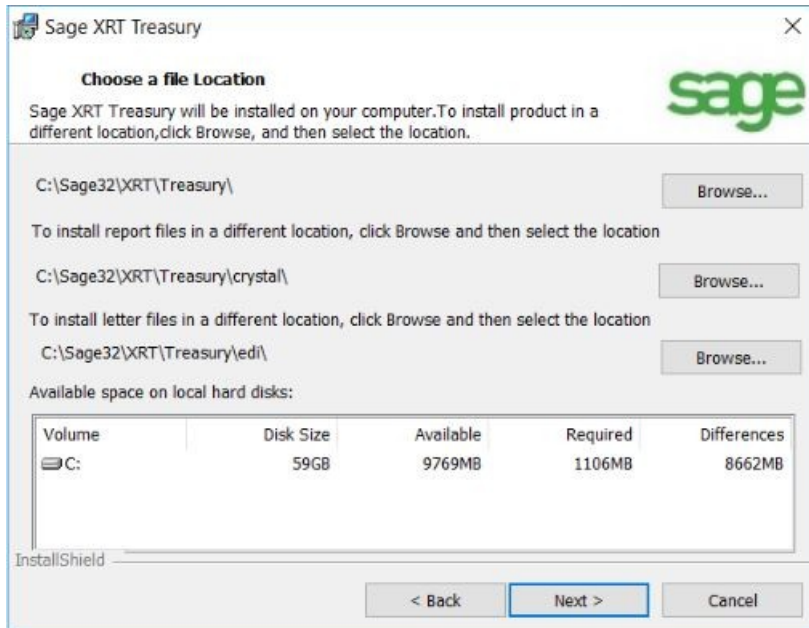 Sage XRT Treasury
Choose a file Location
sage
Sage XRT Treasury will be installed on your computer.To install product in a
different location,click Browse, and then select the location.
C:\Sage32\XRT\Treasury\
Browse...
To install report files in a different location, click Browse and then select the location
C:\Sage32\XRT\Treasury\crystal\
Browse...
To install letter files in a different location, click Browse and then select the location
C:\Sage32\XRT\Treasury\edi\
Browse...
Available space on local hard disks:
Volume Disk Size Available Required Differences
C: 59GB 9769MB 1106MB 8662MB
InstallShield
< Back Next > Cancel